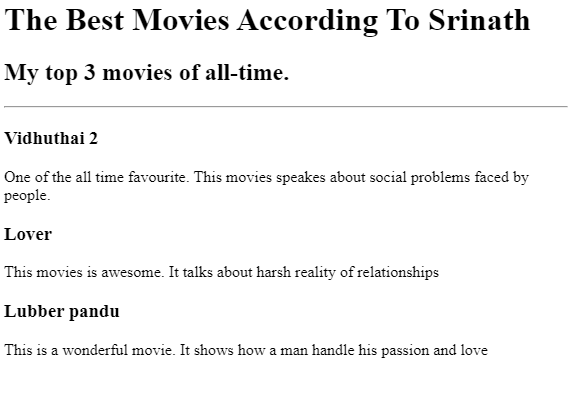 The Best Movies According To Srinath
My top 3 movies of all-time.
Vidhuthai 2
One of the all time favourite. This movies speakes about social problems faced by
people.
Lover
This movies is awesome. It talks about harsh reality of relationships
Lubber pandu
This is a wonderful movie. It shows how a man handle his passion and love